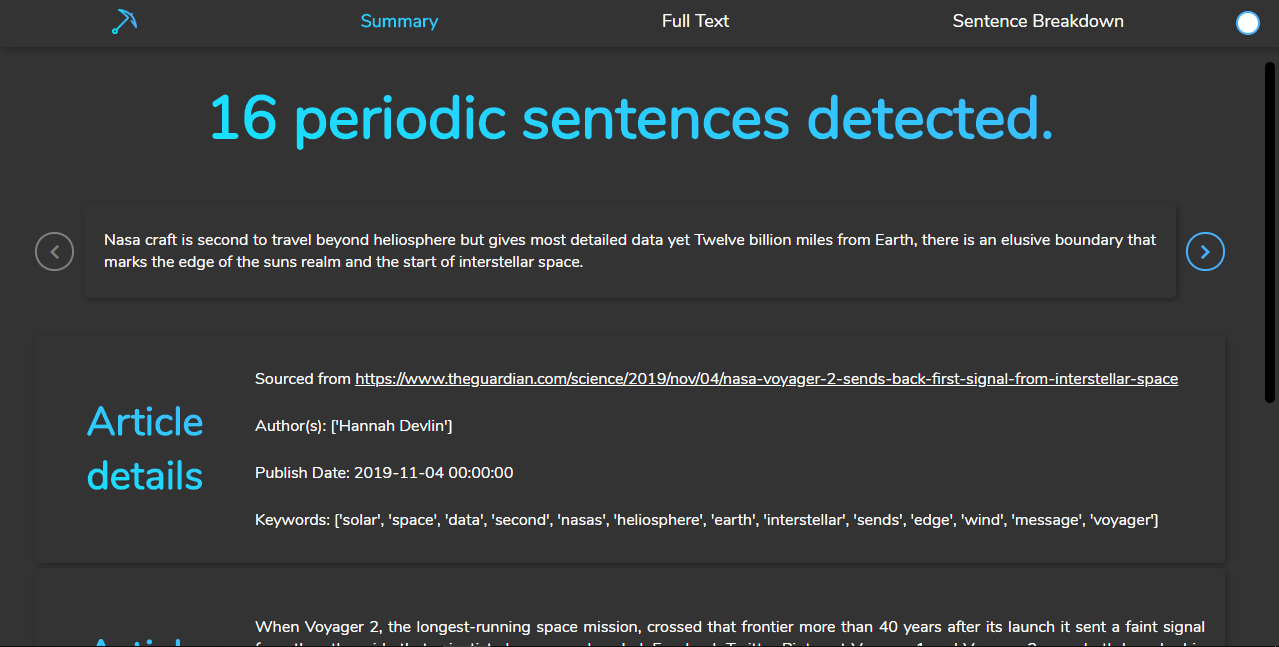 Summary
Full Text
Sentence Breakdown
16 periodic sentences detected.
Nasa craft is second to travel beyond heliosphere but gives most detailed data yet Twelve billion miles from Earth, there is an elusive boundary that
marks the edge of the suns realm and the start of interstellar space.
Article
details
Sourced from https://www.theguardian.com/science/2019/nov/04/nasa-voyager-2-sends-back-first-signal-from-interstellar-space
Author(s): ['Hannah Devlin']
Publish Date: 2019-11-04 00:00:00
Keywords: ['solar', 'space', 'data', 'second', 'nasas', 'heliosphere', 'earth', 'interstellar', 'sends', 'edge', 'wind', 'message', 'voyager']
When Voyager 2, the longest-running space mission, crossed that frontier more than 40 years after its launch it sent a faint signal